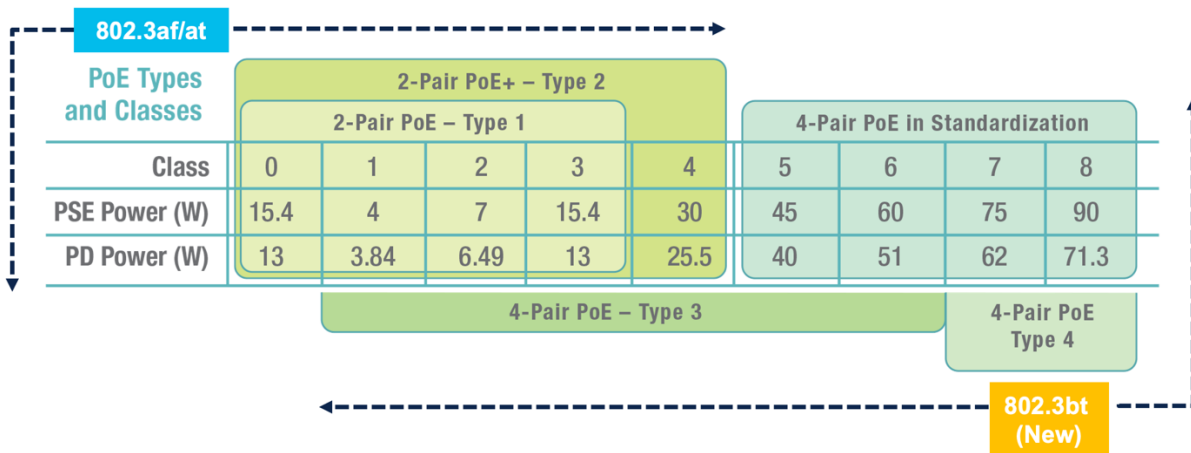 802.3af/at
PoE Types
and Classes
2-Pair PoE+ – Type 2
2-Pair PoE – Type 1
4-Pair PoE in Standardization
Class 0 1 2 3 4 5 6 7 8
PSE Power (W) 15.4 4 7 15.4 30 45 60 75 90
PD Power (W) 13 3.84 6.49 13 25.5 40 51 62 71.3
4-Pair PoE – Type 3
4-Pair PoE
Type 4
802.3bt
(New)